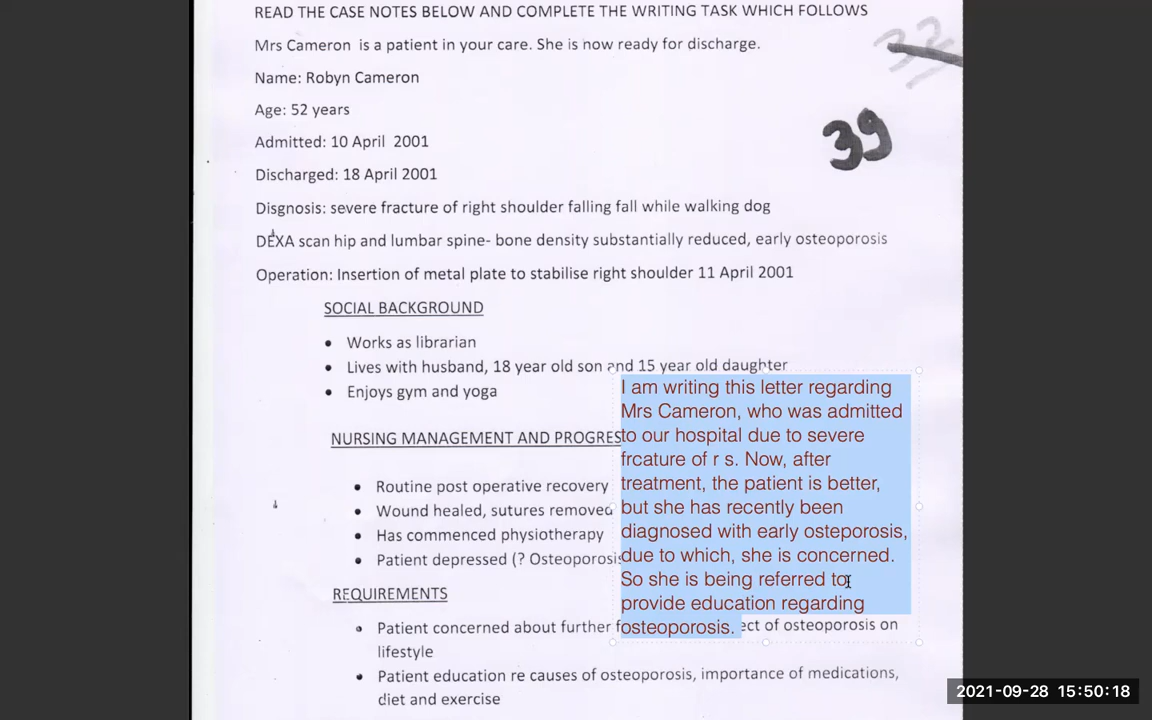 READ THE CASE NOTES BELOW AND COMPLETE THE WRITING TASK WHICH FOLLOWS
Mrs Cameron is a patient in your care. She is now ready for discharge.
33
Name: Robyn Cameron
Age: 52 years
39
Admitted: 10 April 2001
Discharged: 18 April 2001
Disgnosis: severe fracture of right shoulder falling fall while walking dog
DEXA scan hip and lumbar spine- bone density substantially reduced, early osteoporosis
Operation: Insertion of metal plate to stabilise right shoulder 11 April 2001
SOCIAL BACKGROUND
• Works as librarian
• Lives with husband, 18 year old son and 15 year old daughter
• Enjoys gym and yoga
NURSING MANAGEMENT AND PROGRES
• Routine post operative recovery
• Wound healed, sutures removed
• Has commenced physiotherapy
• Patient depressed (? Osteoporosis
I am writing this letter regarding
Mrs Cameron, who was admitted
to our hospital due to severe
frcature of r s. Now, after
treatment, the patient is better,
but she has recently been
diagnosed with early osteporosis,
due to which, she is concerned.
So she is being referred to
provide education regarding
osteoporosis.
REQUIREMENTS
• Patient concerned about further f ect of osteoporosis on
lifestyle
• Patient education re causes of osteoporosis, importance of medications,
diet and exercise
2021-09-28 15:50:18